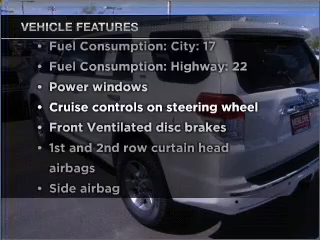 VEHICLE FEATURES
• Fuel Consumption: City: 17
• Fuel Consumption: Highway: 22
• Power windows
• Cruise controls on steering wheel
• Front Ventilated disc brakes
• 1st and 2nd row curtain head
airbags
• Side airbag